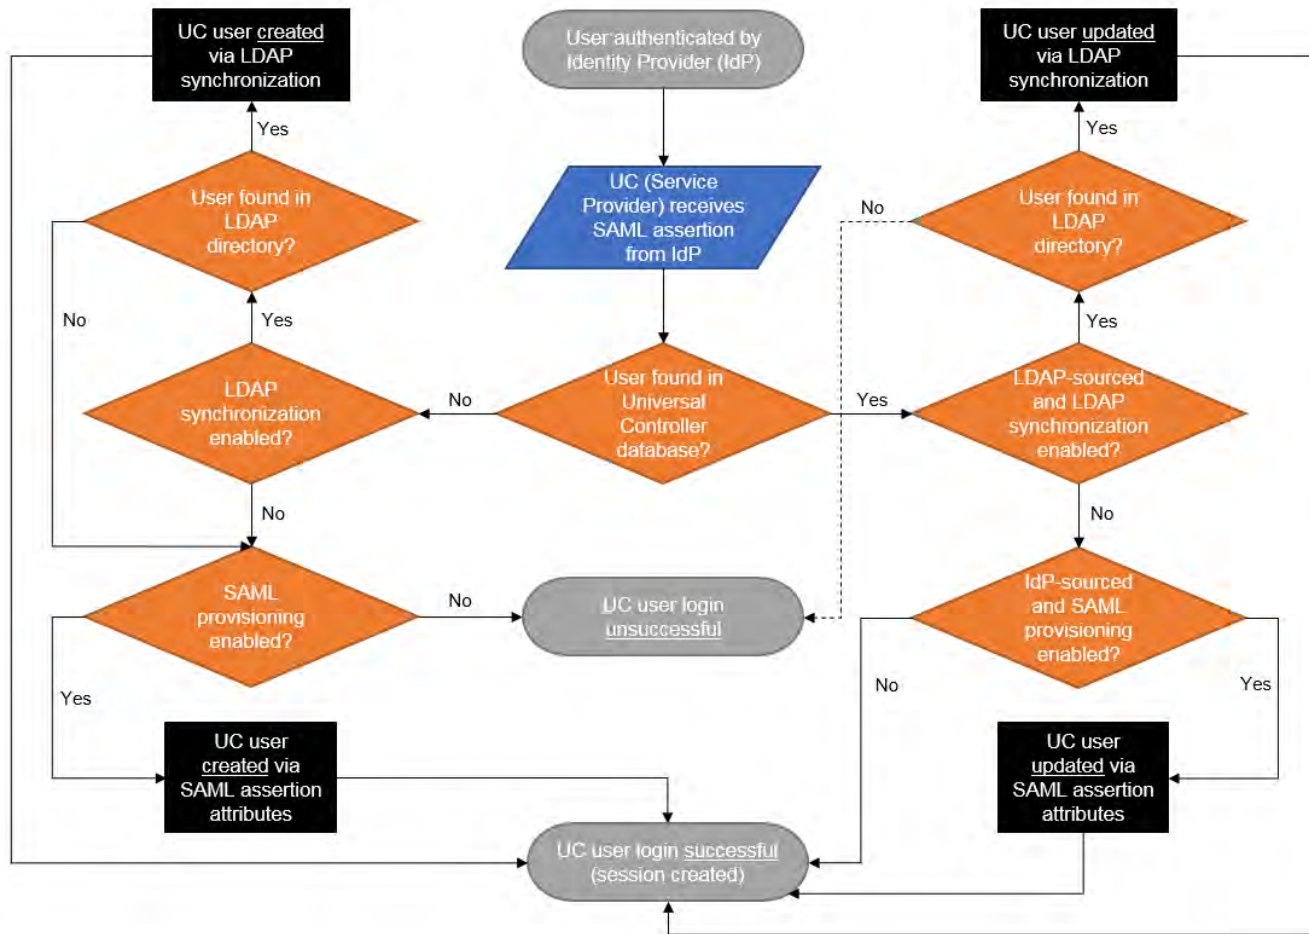 UC user created
via LDAP
synchronization
User authenticated by
Identity Provider (IdP)
UC user updated
via LDAP
synchronization
Yes
Yes
User found in
LDAP
directory?
UC (Service
Provider) receives
SAML assertion
from IdP
No
User found in
LDAP
directory?
No
Yes
Yes
LDAP
synchronization
enabled?
No
User found in
Universal
Controller
database?
Yes
LDAP-sourced
and LDAP
synchronization
enabled?
No
No
SAML
provisioning
enabled?
No
UC user login
unsuccessful
IdP-sourced
and SAML
provisioning
enabled?
Yes
No
Yes
UC user
created via
SAML assertion
attributes
UC user
updated via
SAML assertion
attributes
UC user login successful
(session created)